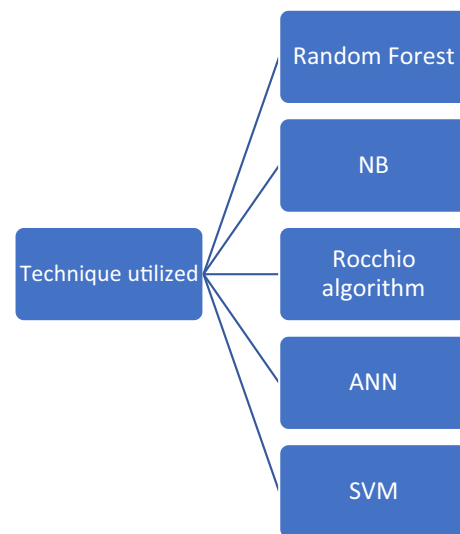 Random Forest
NB
Technique utilized
Rocchio
algorithm
ANN
SVM